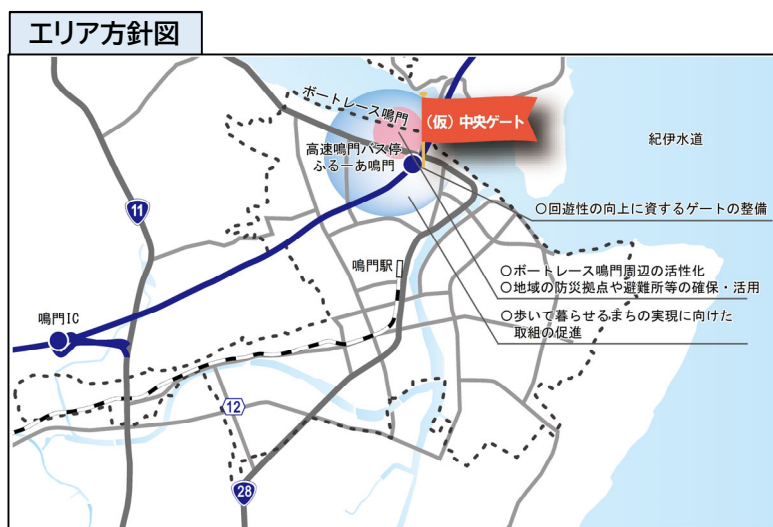 エリア方針図
ボートレース鳴門
(仮)中央ゲート
高速鳴門バス停
ふるーあ鳴門
紀伊水道
11
○回遊性の向上に資するゲートの整備
鳴門駅
○ボートレース鳴門周辺の活性化
○地域の防災拠点や避難所等の確保・活用
鳴門IC
○歩いて暮らせるまちの実現に向けた
取組の促進
12
28